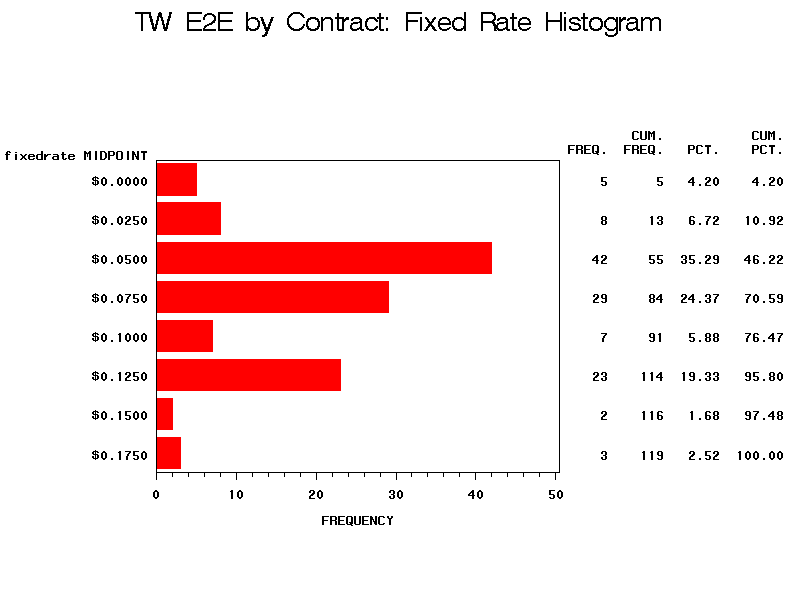 TW E2E by Contract: Fixed Rate Histogram
CUM. CUM.
FREQ. FREQ. PCT. PCT.
fixedrate MIDPOINT
$0.0000 5 5 4.20 4.20
$0.0250 8 13 6.72 10.92
$0.0500 42 55 35.29 46.22
$0.0750 29 84 24.37 70.59
$0.1000 7 91 5.88 76.47
$0.1250 23 114 19.33 95.80
$0.1500 2 116 1.68 97.48
$0.1750 3 119 2.52 100.00
0 10 20 30 40 50
FREQUENCY